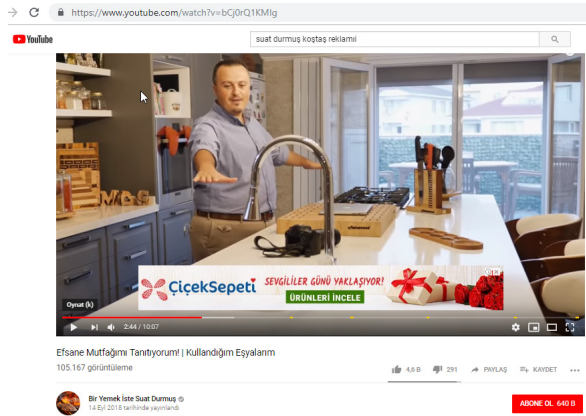 https://www.youtube.com/watch?v=bCj0rQ1KMIg
YouTube
suat durmuş koştaş reklamıi
M&S
ÇiçekSepeti
SEVGİLİLER GÜNÜ YAKLAŞIYOR!
ÜRÜNLERİ İNCELE
Oynat (k)
2:44 / 10:07
Efsane Mutfağımı Tanıtıyorum! | Kullandığım Eşyalarım
105.167 görüntüleme
4,6 B
291
PAYLAŞ
KAYDET
Bir Yemek İste Suat Durmuş
14 Eyl 2018 tarihinde yayınlandı
ABONE OL 640 B